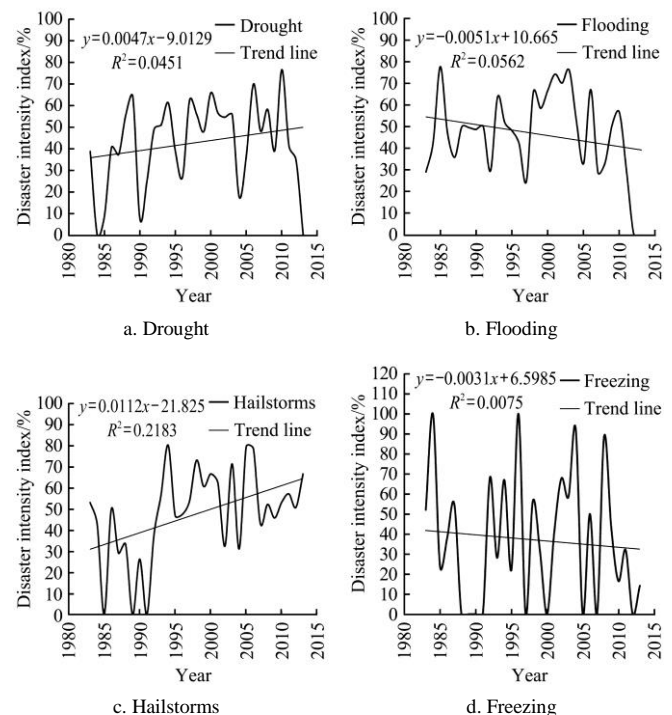 y=0.0047x−9.0129
R²=0.0451
Drought
Trend line
Disaster intensity index/%
100
90
80
70
60
50
40
30
20
10
0
1980
1985
1990
1995
2000
2005
2010
2015
Year
a. Drought
y=−0.0051x+10.665
R²=0.0562
Flooding
Trend line
Disaster intensity index/%
100
90
80
70
60
50
40
30
20
10
0
1980
1985
1990
1995
2000
2005
2010
2015
Year
b. Flooding
y=0.0112x−21.825
R²=0.2183
Hailstorms
Trend line
Disaster intensity index/%
100
90
80
70
60
50
40
30
20
10
0
1980
1985
1990
1995
2000
2005
2010
2015
Year
c. Hailstorms
y=−0.0031x+6.5985
R²=0.0075
Freezing
Trend line
Disaster intensity index/%
120
110
100
90
80
70
60
50
40
30
20
10
0
1980
1985
1990
1995
2000
2005
2010
2015
Year
d. Freezing